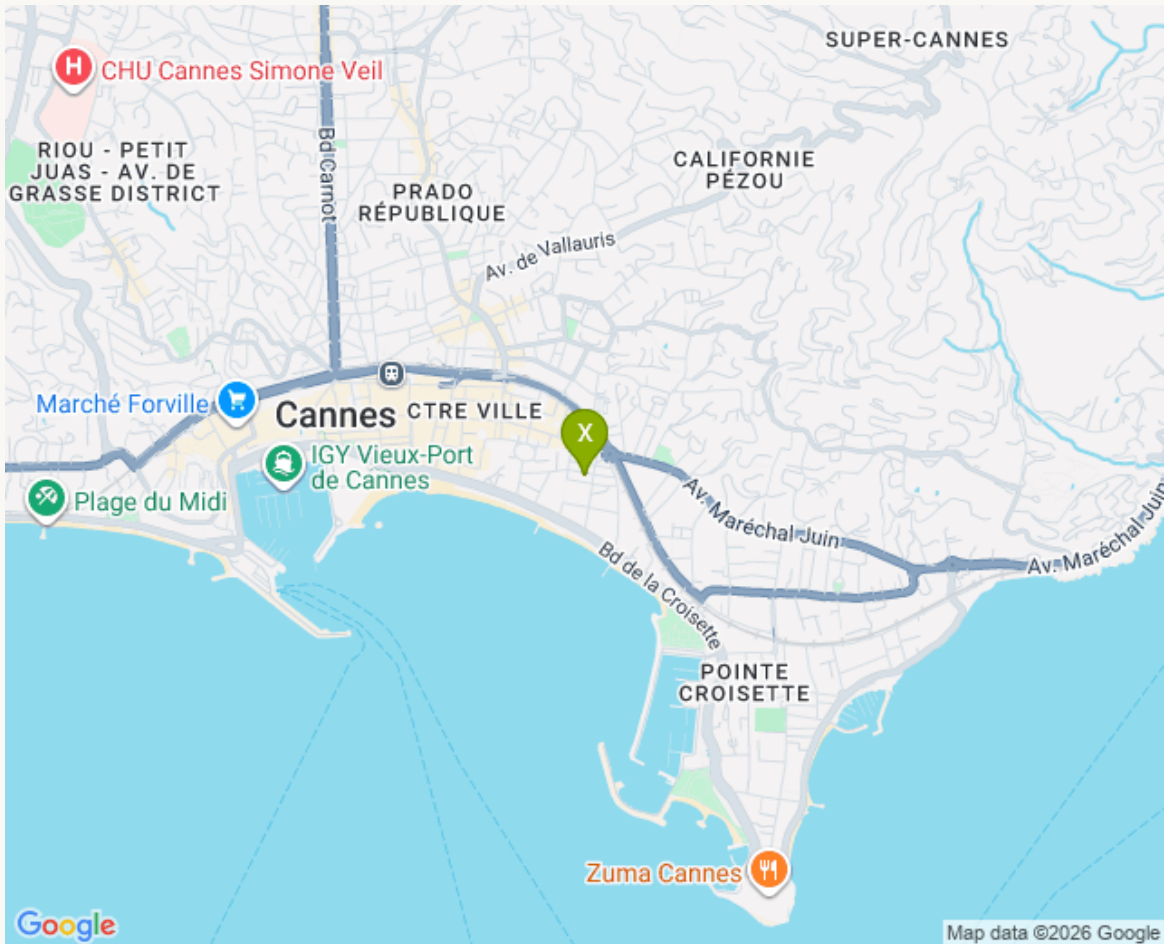 SUPER-CANNES
CHU Cannes Simone Veil
Bd Carnot
RIOU - PETIT
JUAS - AV. DE
GRASSE DISTRICT
CALIFORNIE
PÉZOU
PRADO
RÉPUBLIQUE
Av. de Vallauris
Marché Forville
Cannes
CTRE VILLE
X
IGY Vieux-Port
de Cannes
Plage du Midi
Av. Maréchal Juin
Av. Maréchal Juin
Bd de la Croisette
POINTE
CROISETTE
Zuma Cannes
Google
Map data ©2026 Google